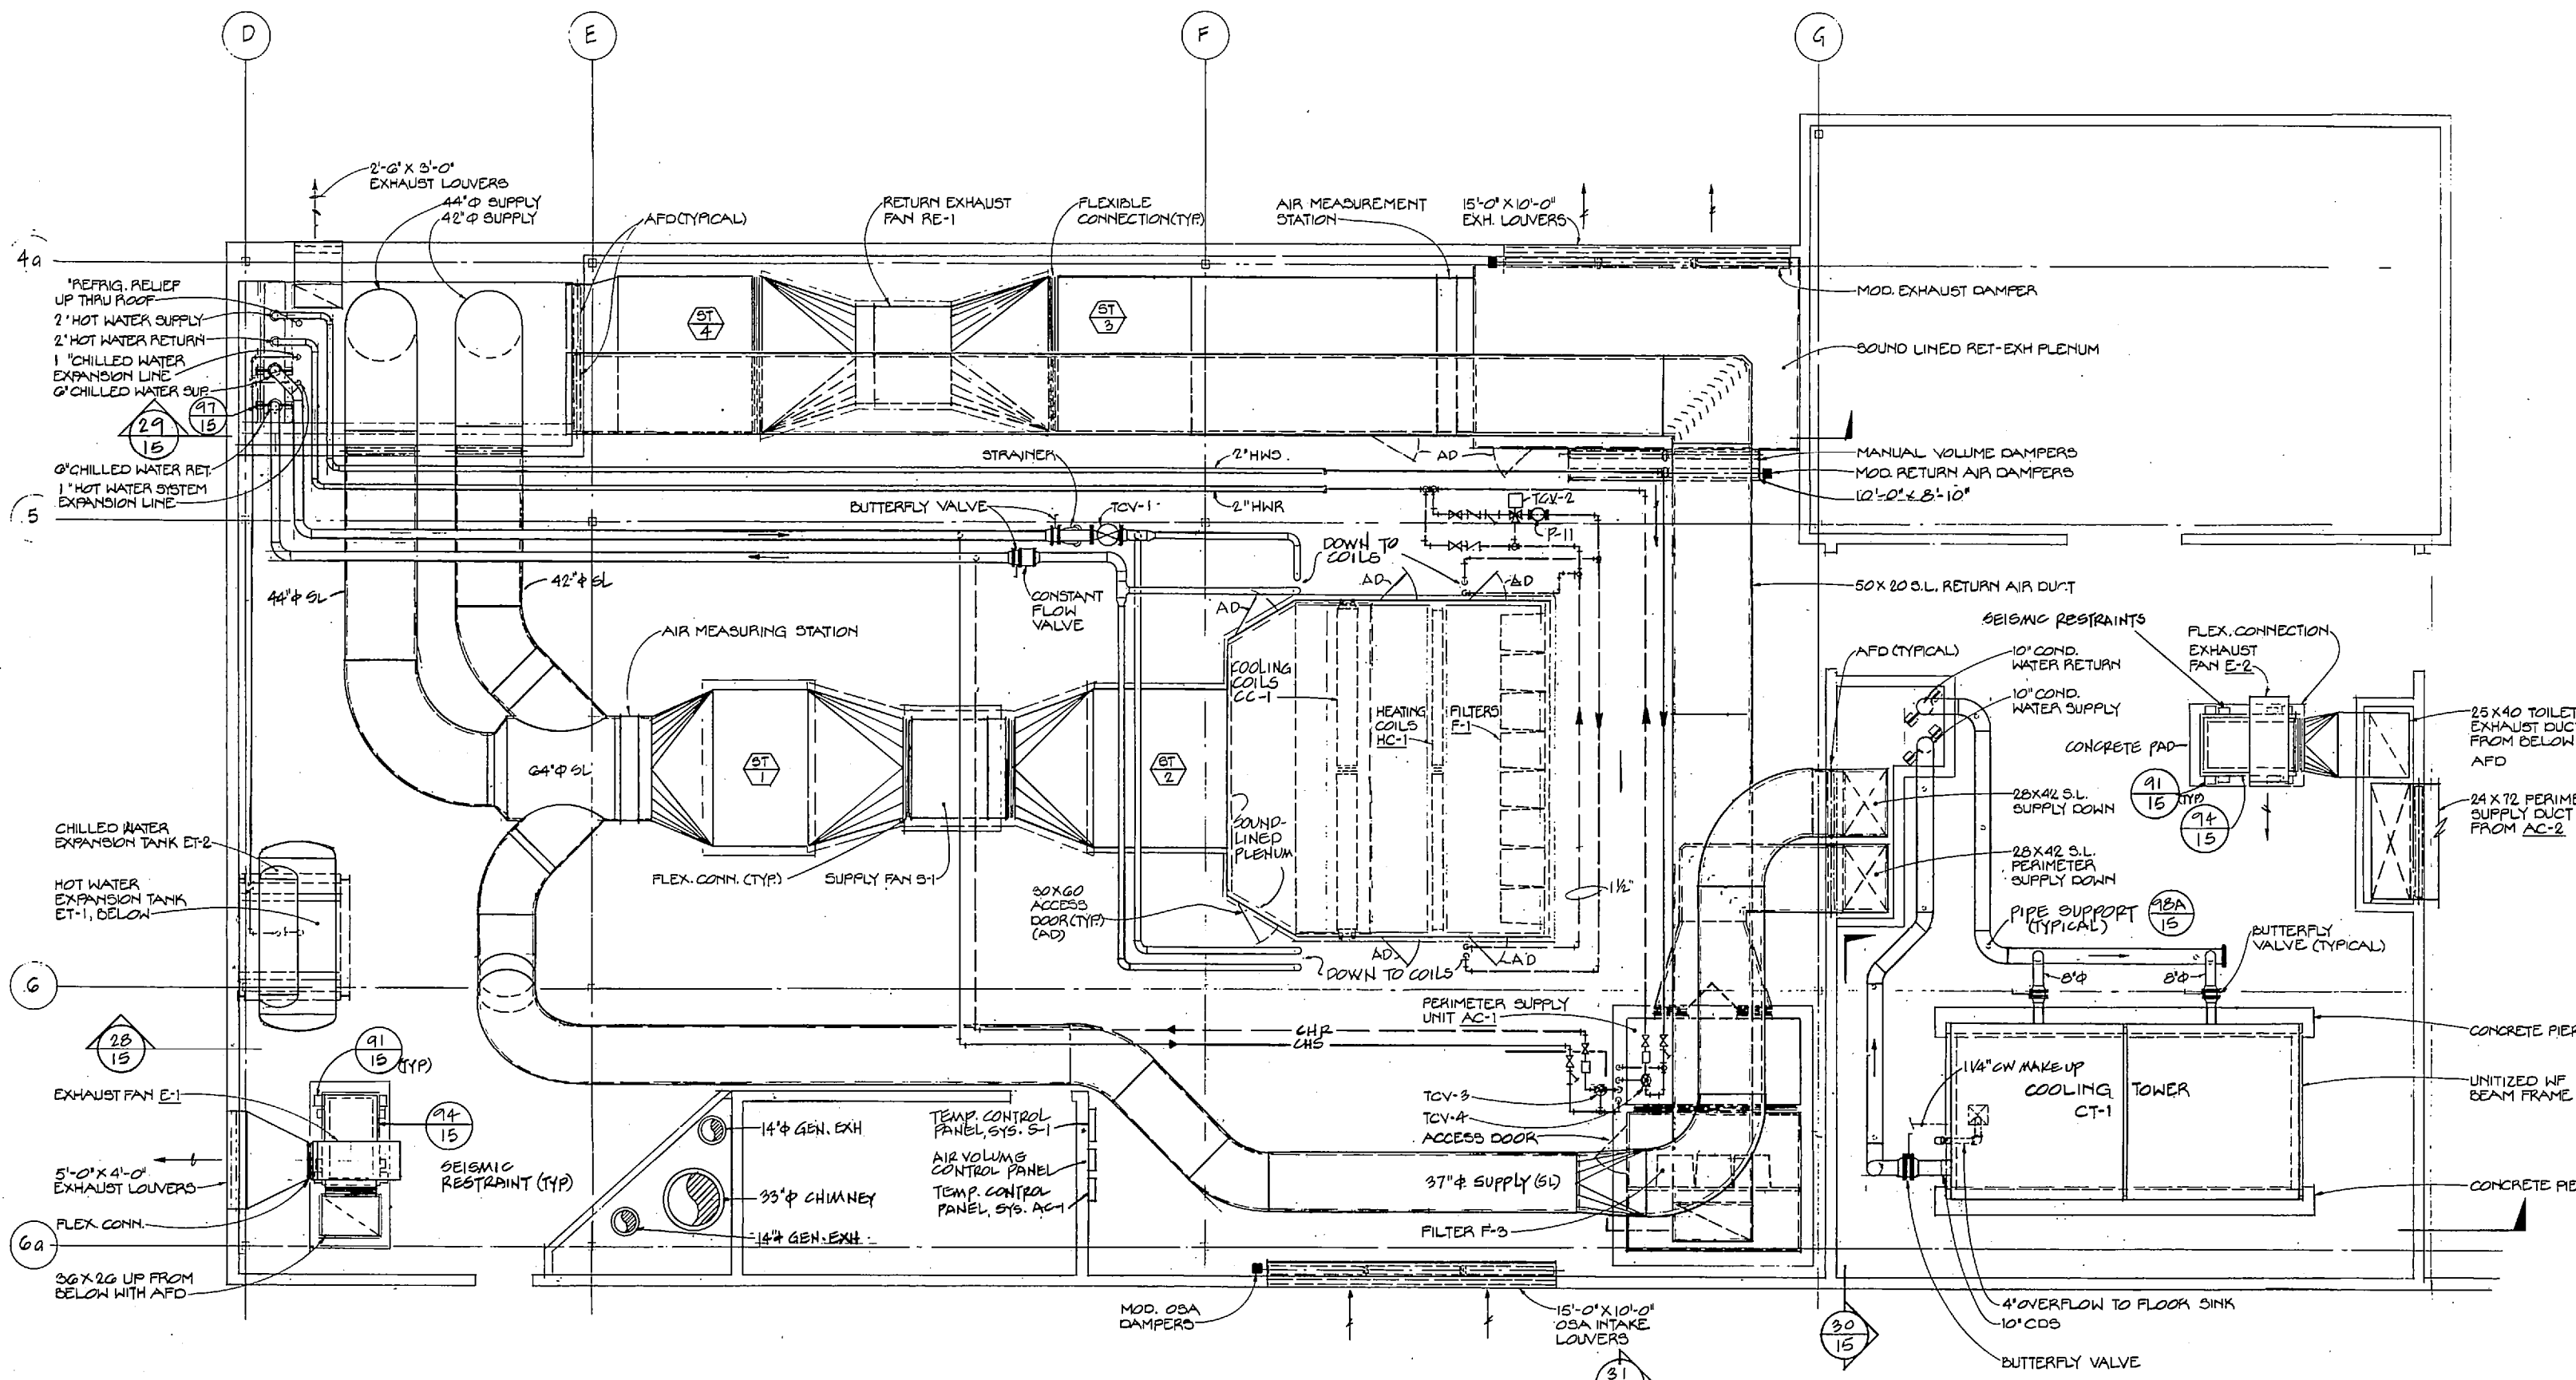 D
E
F
G
4a
5
6
6a
2'-6" X 3'-0"
EXHAUST LOUVERS
44"Φ SUPPLY
42"Φ SUPPLY
AFD (TYPICAL)
RETURN EXHAUST
FAN RE-1
FLEXIBLE
CONNECTION (TYP.)
AIR MEASUREMENT
STATION
15'-0" X 10'-0"
EXH. LOUVERS
"REFRIG. RELIEF
UP THRU ROOF
2" HOT WATER SUPPLY
2" HOT WATER RETURN
1" CHILLED WATER
EXPANSION LINE
6" CHILLED WATER SUP.
97
15
29
15
6" CHILLED WATER RET.
1" HOT WATER SYSTEM
EXPANSION LINE
ST
4
ST
3
MOD. EXHAUST DAMPER
SOUND LINED RET-EXH PLENUM
MANUAL VOLUME DAMPERS
MOD. RETURN AIR DAMPERS
10'-0" X 8'-10"
STRAINER
2" HWS
AD
BUTTERFLY VALVE
TCV-1
2" HWR
TCV-2
P-11
DOWN TO
COILS
AD
AD
AD
44"Φ SL
42"Φ SL
CONSTANT
FLOW
VALVE
50 X 20 S.L. RETURN AIR DUCT
AIR MEASURING STATION
64"Φ SL
ST
1
ST
2
COOLING
COILS
CC-1
HEATING
COILS
HC-1
FILTERS
F-1
SOUND-
LINED
PLENUM
FLEX. CONN. (TYP.)
SUPPLY FAN S-1
30X60
ACCESS
DOOR (TYP.)
(AD)
1½"
AD
AD
DOWN TO COILS
SEISMIC RESTRAINTS
AFD (TYPICAL)
10" COND.
WATER RETURN
10" COND.
WATER SUPPLY
FLEX. CONNECTION
EXHAUST
FAN E-2
CONCRETE PAD
91
15
(TYP)
94
15
25 X 40 TOILET
EXHAUST DUCT
FROM BELOW
AFD
24 X 72 PERIME
SUPPLY DUCT
FROM AC-2
28X42 S.L.
SUPPLY DOWN
28X42 S.L.
PERIMETER
SUPPLY DOWN
PIPE SUPPORT
(TYPICAL)
98A
15
BUTTERFLY
VALVE (TYPICAL)
8"Φ
8"Φ
CHILLED WATER
EXPANSION TANK ET-2
HOT WATER
EXPANSION TANK
ET-1, BELOW
28
15
91
15
(TYP)
EXHAUST FAN E-1
94
15
SEISMIC
RESTRAINT (TYP)
5'-0" X 4'-0"
EXHAUST LOUVERS
FLEX. CONN.
36 X 26 UP FROM
BELOW WITH AFD
14"Φ GEN. EXH
33"Φ CHIMNEY
14"Φ GEN. EXH
TEMP. CONTROL
PANEL, SYS. S-1
AIR VOLUME
CONTROL PANEL
TEMP. CONTROL
PANEL, SYS. AC-1
CHR
CHS
PERIMETER SUPPLY
UNIT AC-1
TCV-3
TCV-4
ACCESS DOOR
37"Φ SUPPLY (SL)
FILTER F-3
MOD. OSA
DAMPERS
15'-0" X 10'-0"
OSA INTAKE
LOUVERS
31
30
15
1¼" CW MAKE UP
COOLING TOWER
CT-1
CONCRETE PIER
UNITIZED WF
BEAM FRAME
CONCRETE PIE
4" OVERFLOW TO FLOOR SINK
10" CDS
BUTTERFLY VALVE